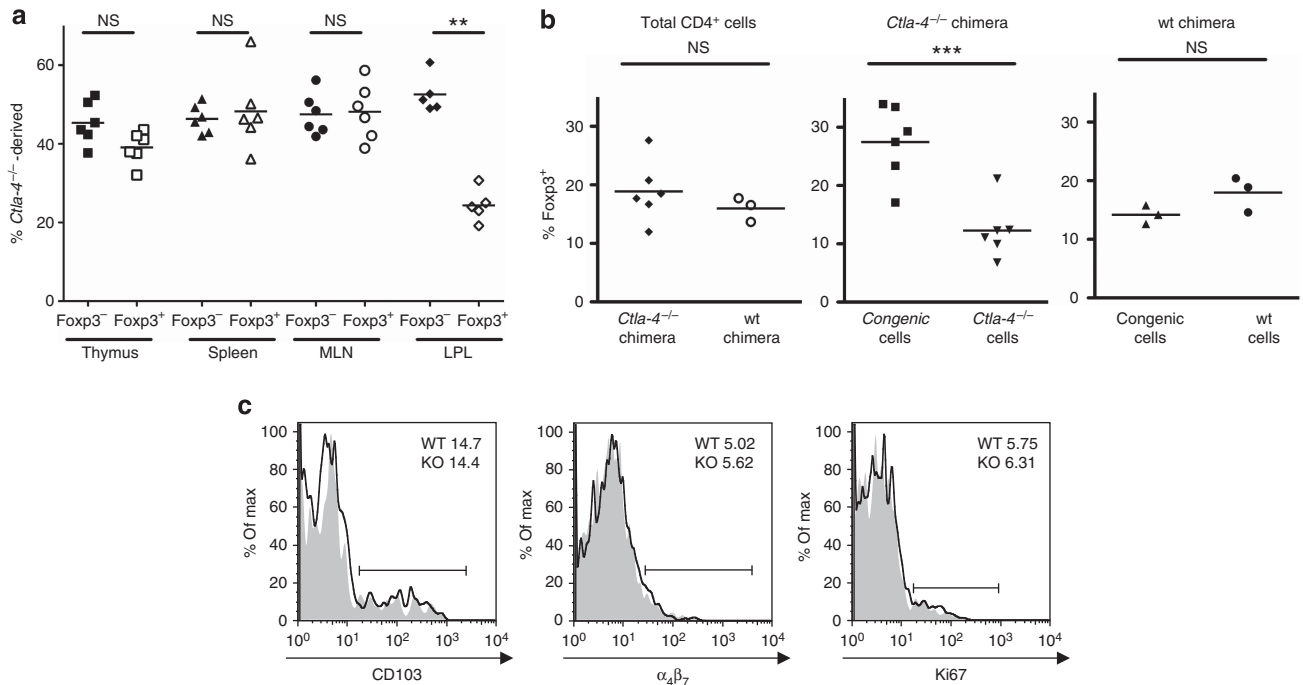 a
NS NS NS **
% Ctla-4–/–-derived
60
40
20
0
Foxp3– Foxp3+ Foxp3– Foxp3+ Foxp3– Foxp3+ Foxp3– Foxp3+
Thymus Spleen MLN LPL
b
Total CD4+ cells
NS
% Foxp3+
30
20
10
0
Ctla-4–/– wt
chimera chimera
Ctla-4–/– chimera
***
30
20
10
0
Congenic Ctla-4–/–
cells cells
wt chimera
NS
30
20
10
0
Congenic wt
cells cells
c
% Of max
100
80
60
40
20
0
WT 14.7
KO 14.4
10⁰ 10¹ 10² 10³ 10⁴
CD103
% Of max
100
80
60
40
20
0
WT 5.02
KO 5.62
10⁰ 10¹ 10² 10³ 10⁴
α₄β₇
% Of max
100
80
60
40
20
0
WT 5.75
KO 6.31
10⁰ 10¹ 10² 10³ 10⁴
Ki67